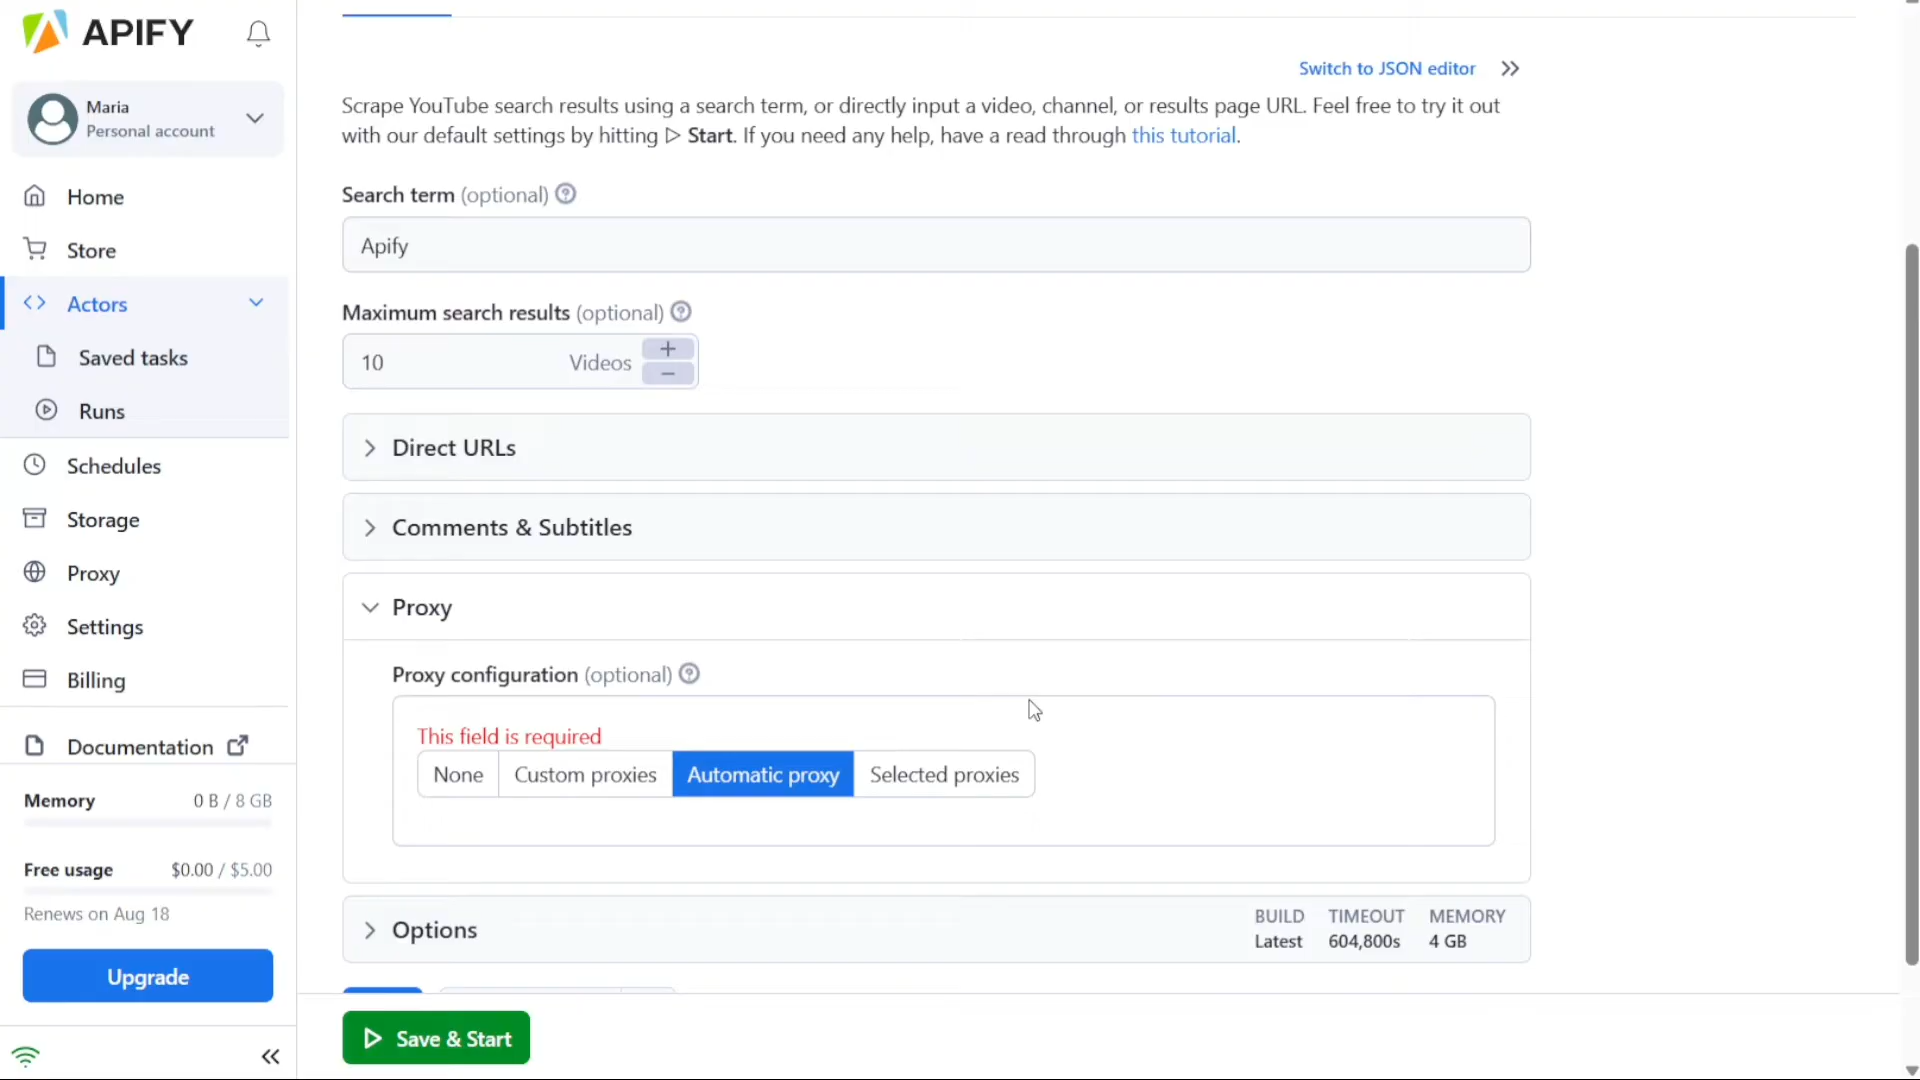 APIFY
Maria
Personal account
Home
Store
Actors
Saved tasks
Runs
Schedules
Storage
Proxy
Settings
Billing
Documentation
Memory 0 B / 8 GB
Free usage $0.00 / $5.00
Renews on Aug 18
Upgrade
Switch to JSON editor
Scrape YouTube search results using a search term, or directly input a video, channel, or results page URL. Feel free to try it out
with our default settings by hitting ▷ Start. If you need any help, have a read through this tutorial.
Search term (optional)
Apify
Maximum search results (optional)
10 Videos
Direct URLs
Comments & Subtitles
Proxy
Proxy configuration (optional)
This field is required
None Custom proxies Automatic proxy Selected proxies
Options
BUILD TIMEOUT MEMORY
Latest 604,800s 4 GB
Save & Start